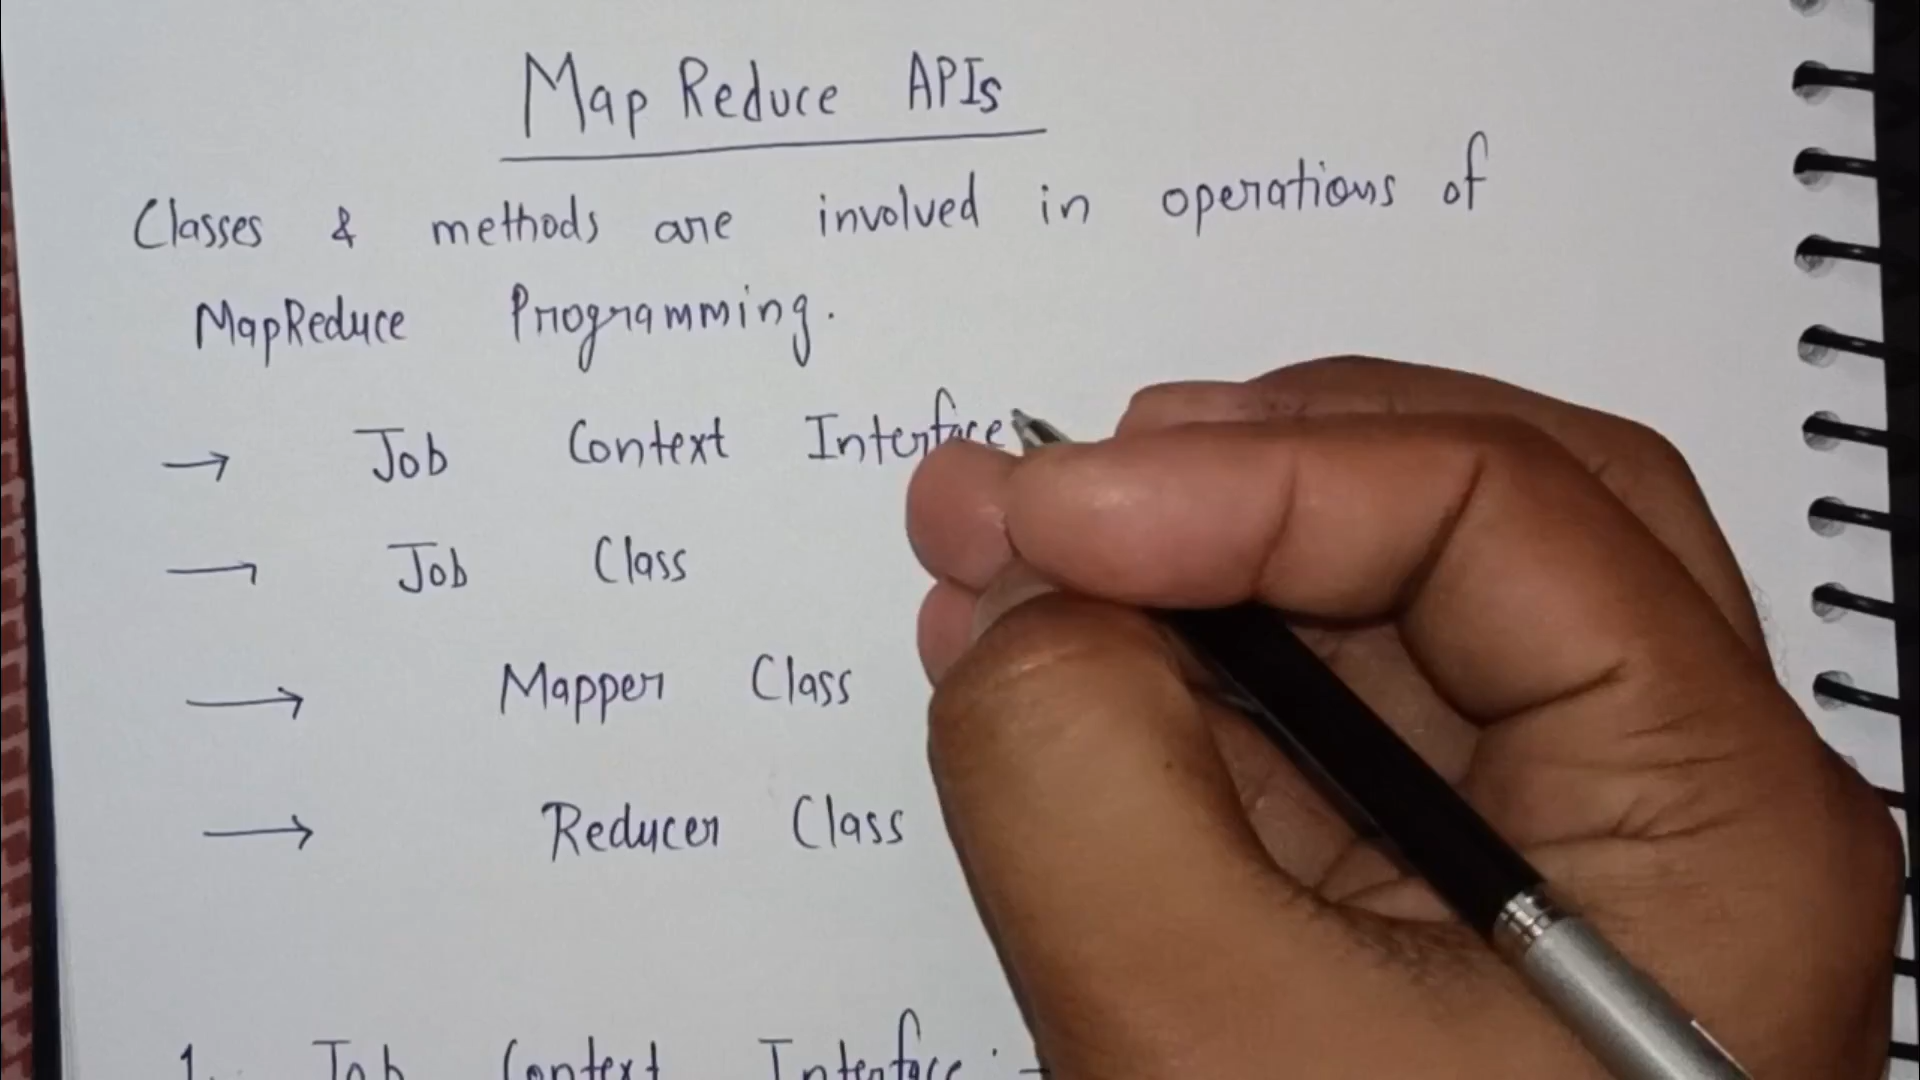 Map Reduce APIs
Classes & methods are involved in operations of
MapReduce Programming.
→ Job Context Interface
→ Job Class
→ Mapper Class
→ Reducer Class
1. Job Context Interface :-